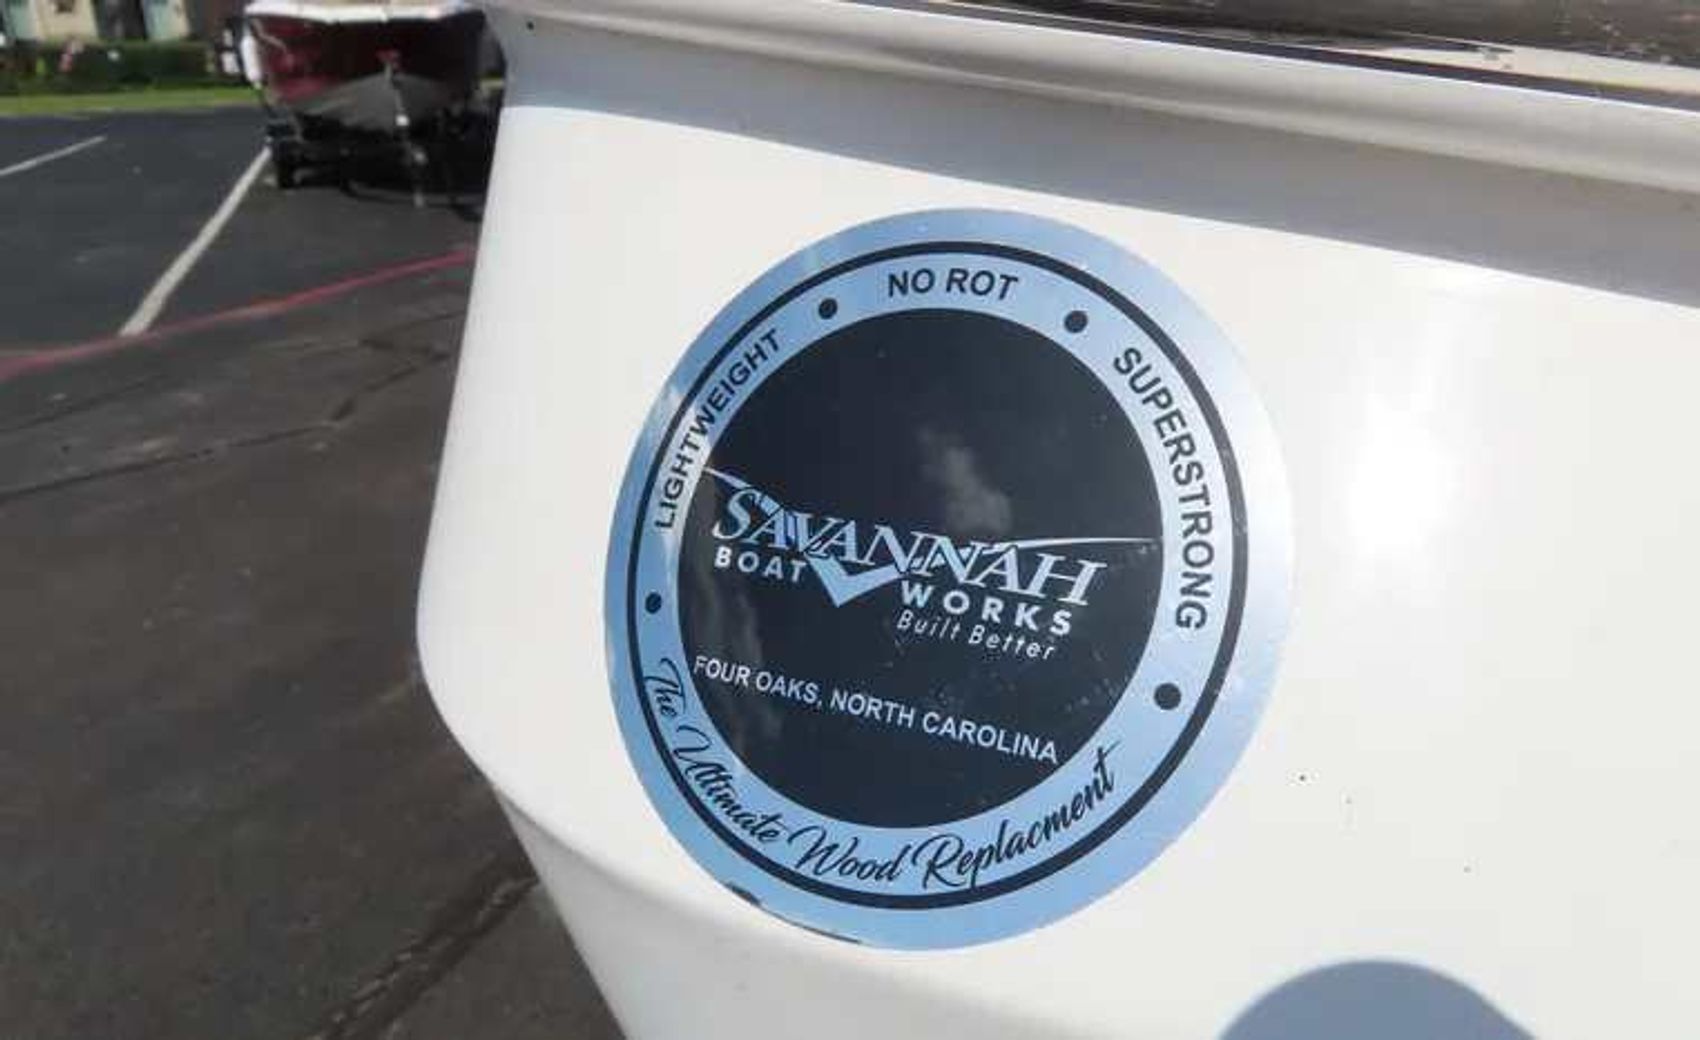 NO ROT
LIGHTWEIGHT
SUPERSTRONG
SAVANNAH
BOAT WORKS
Built Better
FOUR OAKS, NORTH CAROLINA
The Ultimate Wood Replacment